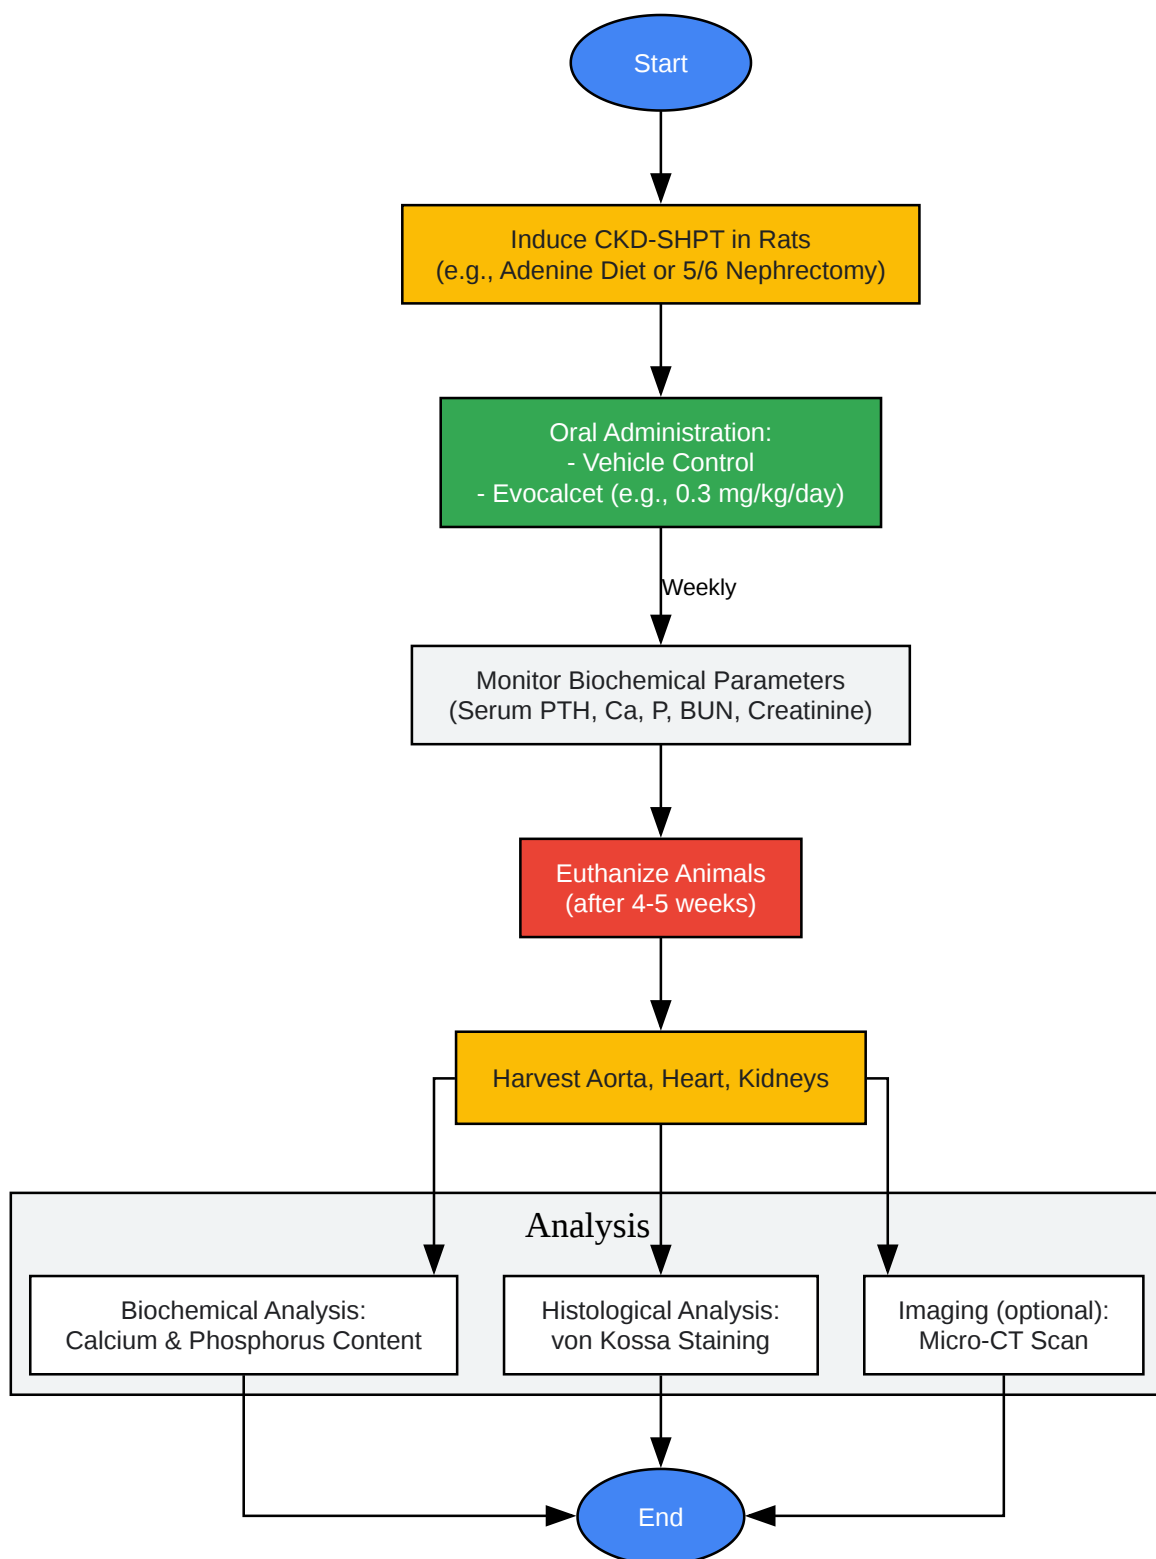 Start
Induce CKD-SHPT in Rats
(e.g., Adenine Diet or 5/6 Nephrectomy)
Oral Administration:
- Vehicle Control
- Evocalcet (e.g., 0.3 mg/kg/day)
Weekly
Monitor Biochemical Parameters
(Serum PTH, Ca, P, BUN, Creatinine)
Euthanize Animals
(after 4-5 weeks)
Harvest Aorta, Heart, Kidneys
Analysis
Biochemical Analysis:
Calcium & Phosphorus Content
Histological Analysis:
von Kossa Staining
Imaging (optional):
Micro-CT Scan
End